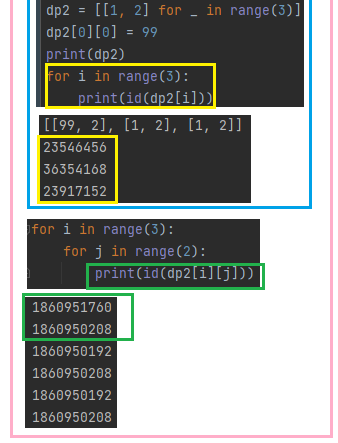 dp2 = [[1, 2] for _ in range(3)]
dp2[0][0] = 99
print(dp2)
for i in range(3):
    print(id(dp2[i]))
[[99, 2], [1, 2], [1, 2]]
23546456
36354168
23917152
for i in range(3):
    for j in range(2):
        print(id(dp2[i][j]))
1860951760
1860950208
1860950192
1860950208
1860950192
1860950208